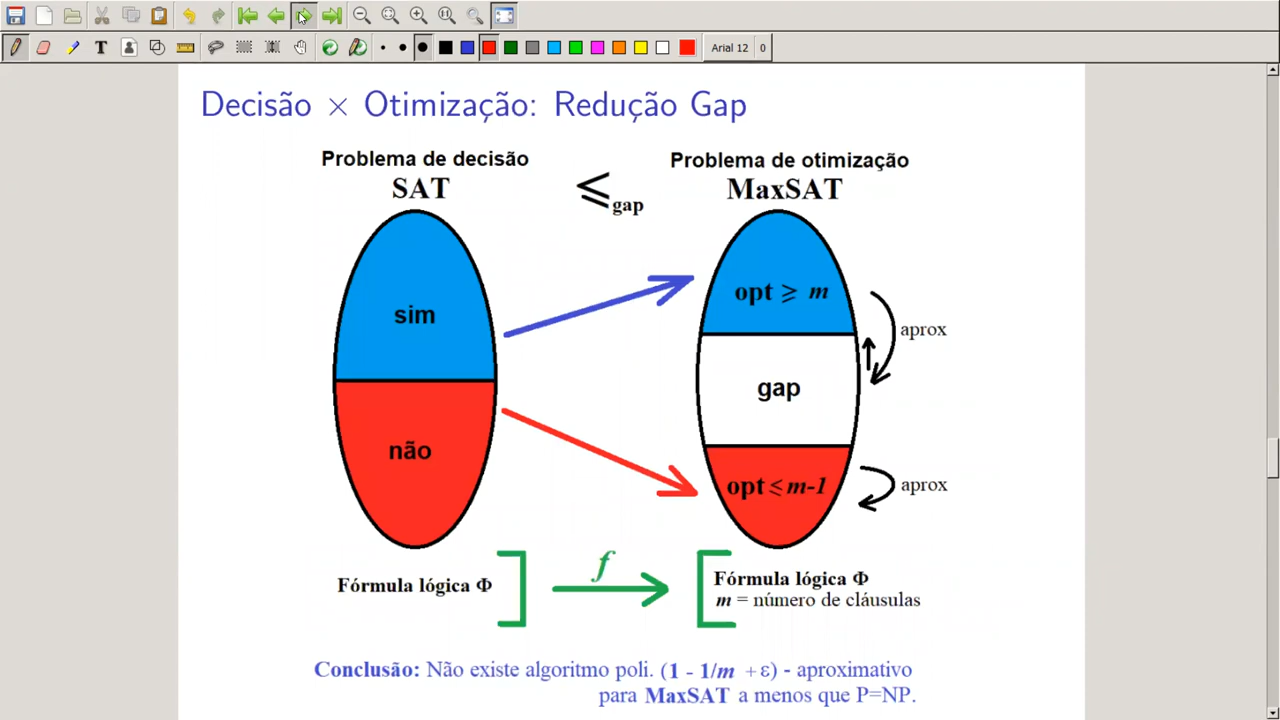 T
Arial 12 0
Decisão × Otimização: Redução Gap
Problema de decisão
SAT
≤gap
Problema de otimização
MaxSAT
sim
não
opt ⩾ m
gap
opt ⩽ m-1
aprox
aprox
f
Fórmula lógica Φ
Fórmula lógica Φ
m = número de cláusulas
Conclusão: Não existe algoritmo poli. (1 - 1/m + ε) - aproximativo
para MaxSAT a menos que P=NP.